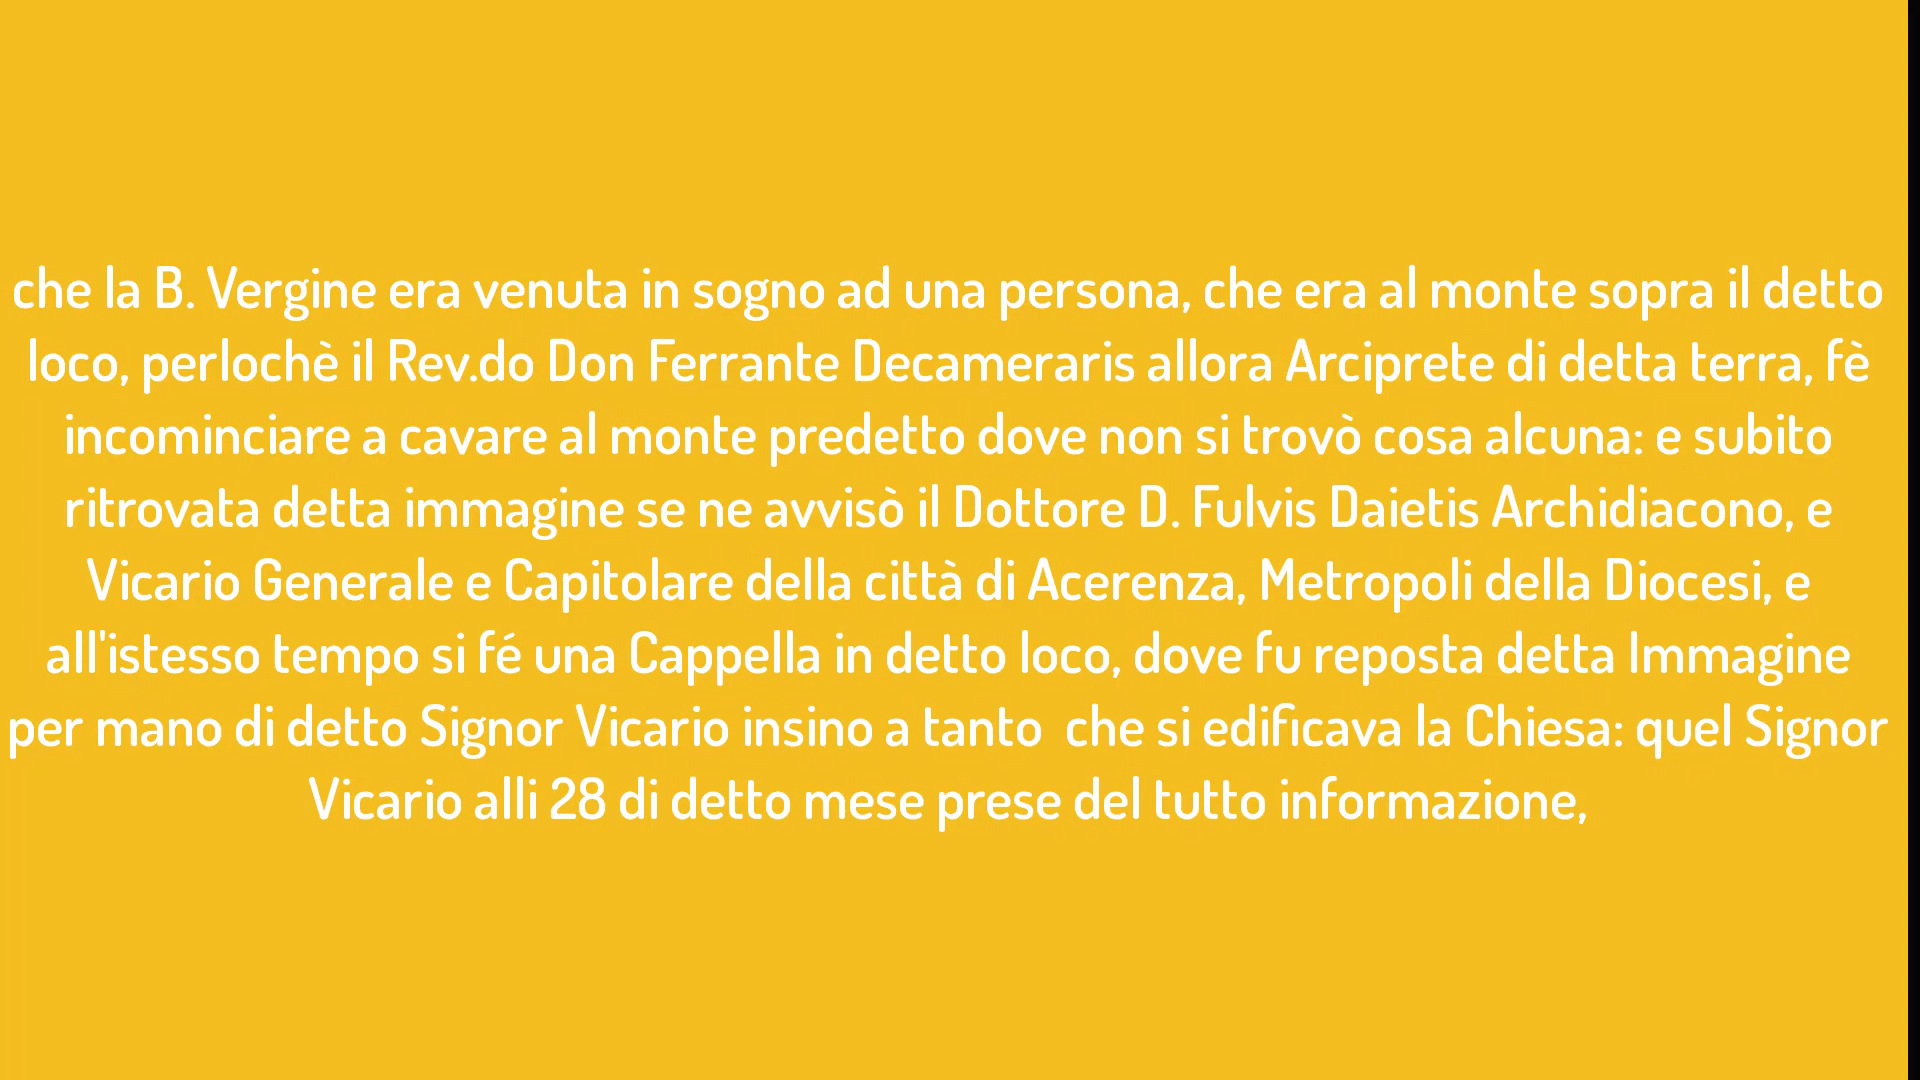 che la B. Vergine era venuta in sogno ad una persona, che era al monte sopra il detto
loco, perlochè il Rev.do Don Ferrante Decameraris allora Arciprete di detta terra, fè
incominciare a cavare al monte predetto dove non si trovò cosa alcuna: e subito
ritrovata detta immagine se ne avvisò il Dottore D. Fulvis Daietis Archidiacono, e
Vicario Generale e Capitolare della città di Acerenza, Metropoli della Diocesi, e
all'istesso tempo si fé una Cappella in detto loco, dove fu reposta detta Immagine
per mano di detto Signor Vicario insino a tanto  che si edificava la Chiesa: quel Signor
Vicario alli 28 di detto mese prese del tutto informazione,